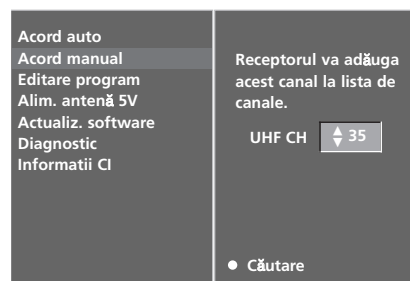 Acord auto
Acord manual
Editare program
Alim. antenă 5V
Actualiz. software
Diagnostic
Informatii CI
Receptorul va adăuga
acest canal la lista de
canale.
UHF CH 35
Căutare